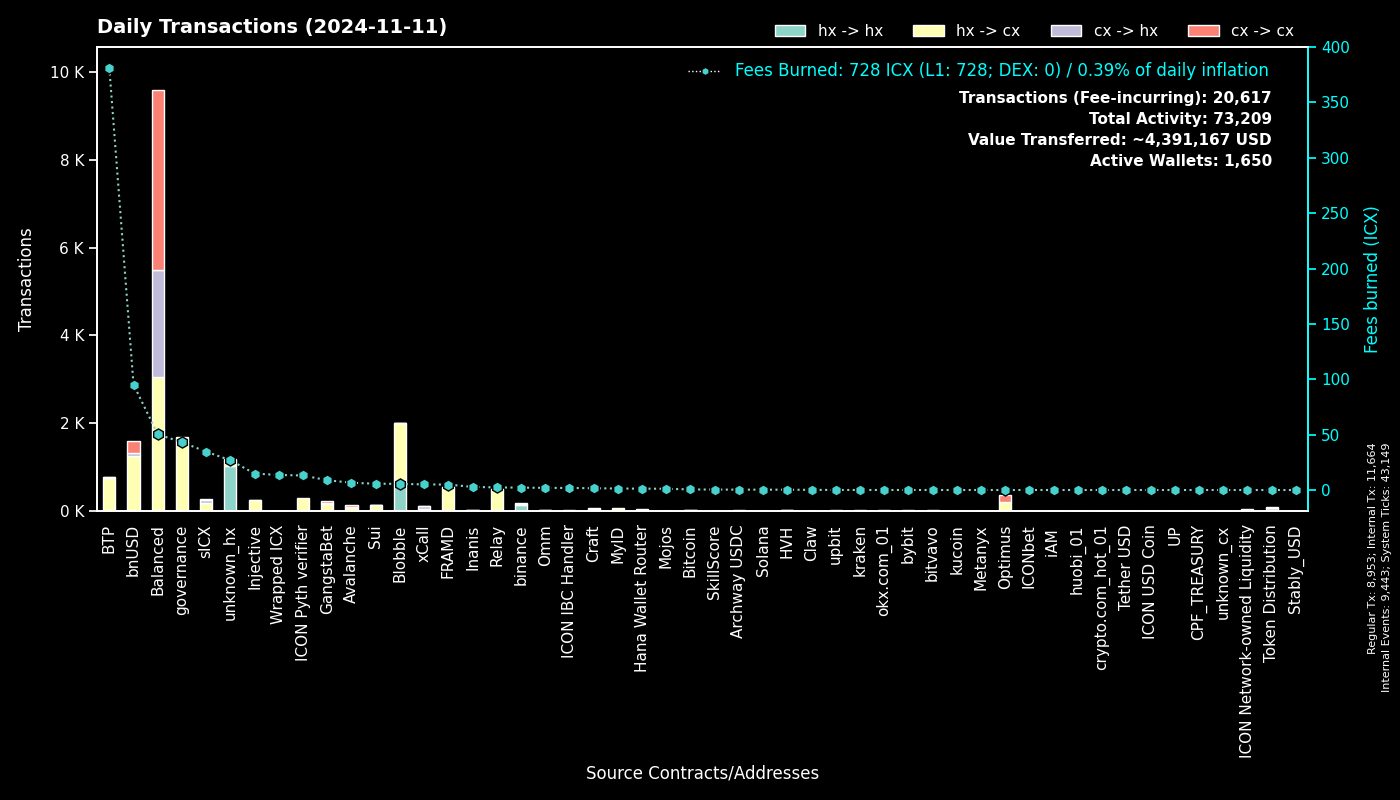 Daily Transactions (2024-11-11)
hx -> hx
hx -> cx
cx -> hx
cx -> cx
Fees Burned: 728 ICX (L1: 728; DEX: 0) / 0.39% of daily inflation
Transactions (Fee-incurring): 20,617
Total Activity: 73,209
Value Transferred: ~4,391,167 USD
Active Wallets: 1,650
Transactions
10 K
8 K
6 K
4 K
2 K
0 K
400
350
300
250
200
150
100
50
0
Fees burned (ICX)
Regular Tx: 8,953; Internal Tx: 11,664
Internal Events: 9,443; System Ticks: 43,149
BTP
bnUSD
Balanced
governance
sICX
unknown_hx
Injective
Wrapped ICX
ICON Pyth verifier
GangstaBet
Avalanche
Sui
Blobble
xCall
FRAMD
Inanis
Relay
binance
Omm
ICON IBC Handler
Craft
MyID
Hana Wallet Router
Mojos
Bitcoin
SkillScore
Archway USDC
Solana
HVH
Claw
upbit
kraken
okx.com_01
bybit
bitvavo
kucoin
Metanyx
Optimus
ICONbet
iAM
huobi_01
crypto.com_hot_01
Tether USD
ICON USD Coin
UP
CPF_TREASURY
unknown_cx
ICON Network-owned Liquidity
Token Distribution
Stably_USD
Source Contracts/Addresses